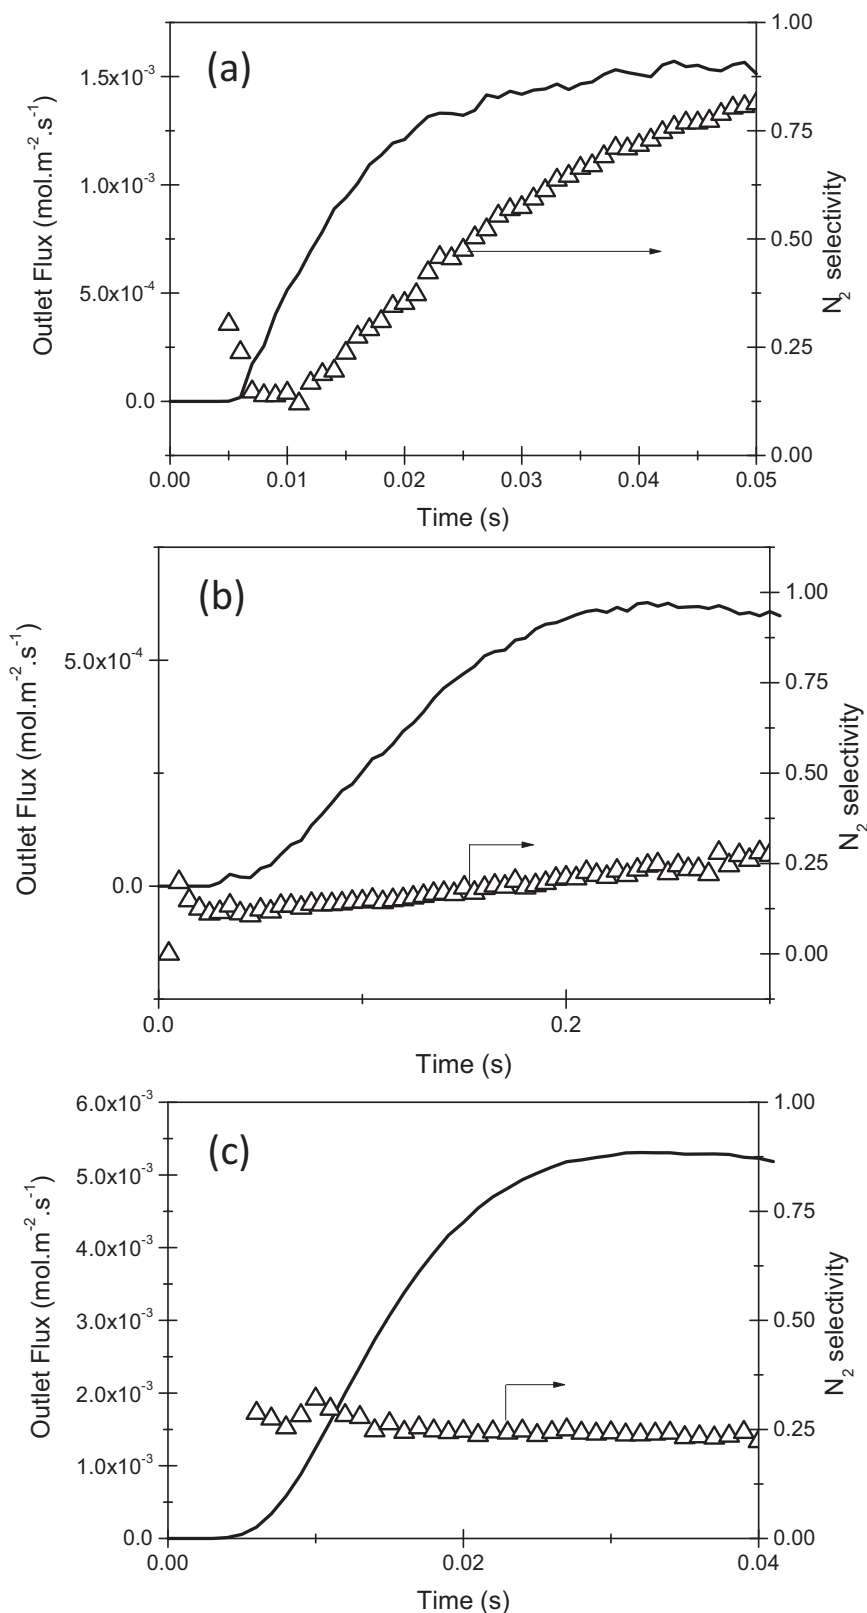 (a)
Outlet Flux (mol.m⁻².s⁻¹)
1.5x10⁻³
1.0x10⁻³
5.0x10⁻⁴
0.0
1.00
0.75
0.50
0.25
0.00
N₂ selectivity
0.00 0.01 0.02 0.03 0.04 0.05
Time (s)
(b)
Outlet Flux (mol.m⁻².s⁻¹)
5.0x10⁻⁴
0.0
1.00
0.75
0.50
0.25
0.00
N₂ selectivity
0.0 0.2
Time (s)
(c)
Outlet Flux (mol.m⁻².s⁻¹)
6.0x10⁻³
5.0x10⁻³
4.0x10⁻³
3.0x10⁻³
2.0x10⁻³
1.0x10⁻³
0.0
1.00
0.75
0.50
0.25
0.00
N₂ selectivity
0.00 0.02 0.04
Time (s)